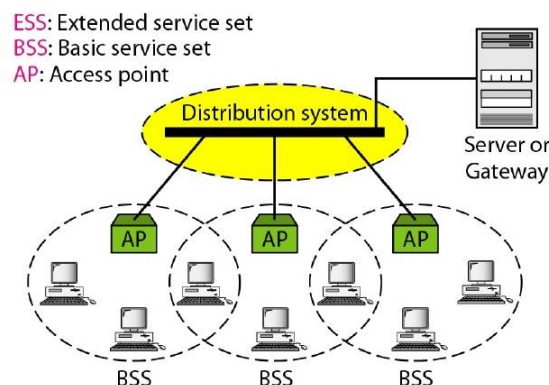 ESS: Extended service set
BSS: Basic service set
AP: Access point
Distribution system
Server or
Gateway
AP
AP
AP
BSS
BSS
BSS